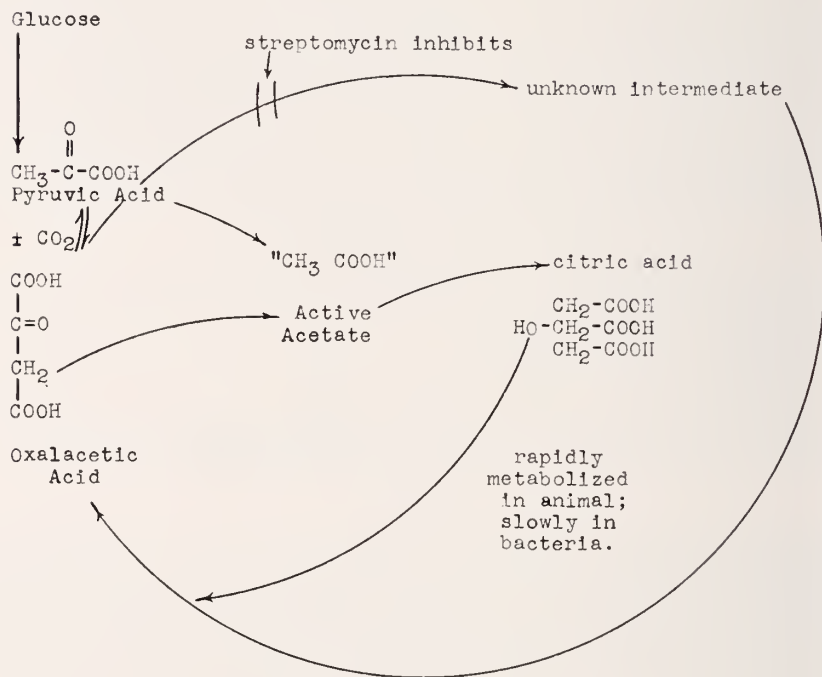 Glucose
streptomycin inhibits
unknown intermediate
O
CH3-C-COOH
Pyruvic Acid
± CO2
"CH3 COOH"
citric acid
COOH
C=O
CH2
COOH
Active
Acetate
CH2-COOH
HO-CH2-COOH
CH2-COOH
Oxalacetic
Acid
rapidly
metabolized
in animal;
slowly in
bacteria.